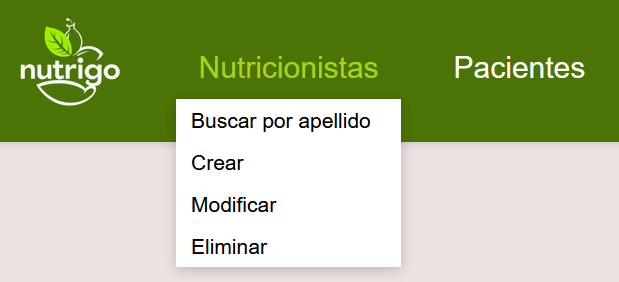 nutrigo
Nutricionistas
Pacientes
Buscar por apellido
Crear
Modificar
Eliminar